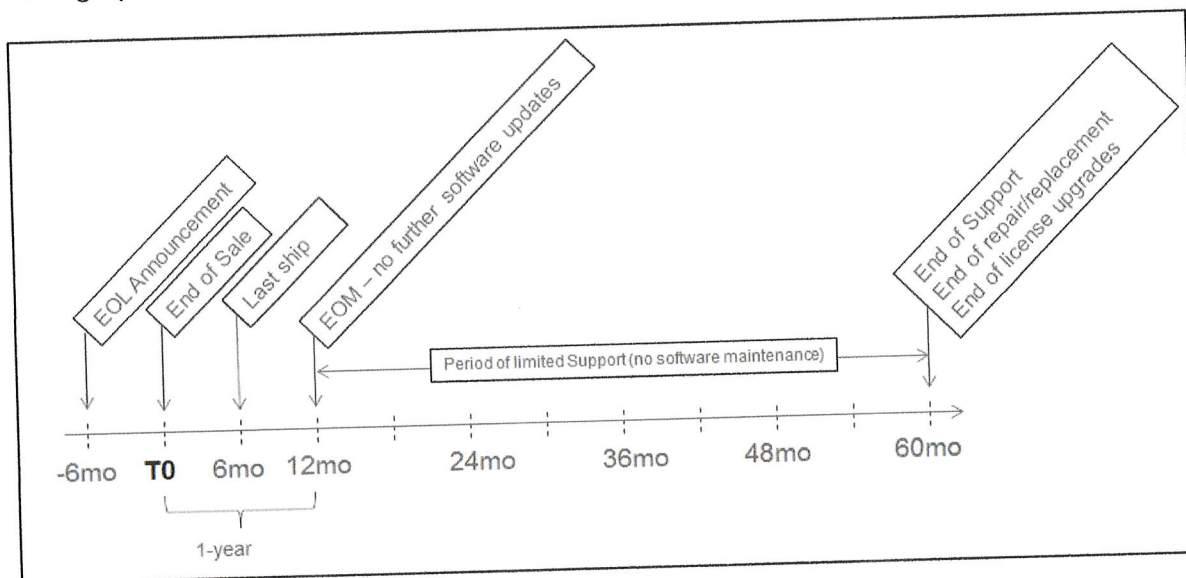 EOL Announcement
End of Sale
Last ship
EOM – no further software updates
End of Support
End of repair/replacement
End of license upgrades
Period of limited Support (no software maintenance)
-6mo
T0
6mo
12mo
24mo
36mo
48mo
60mo
1-year